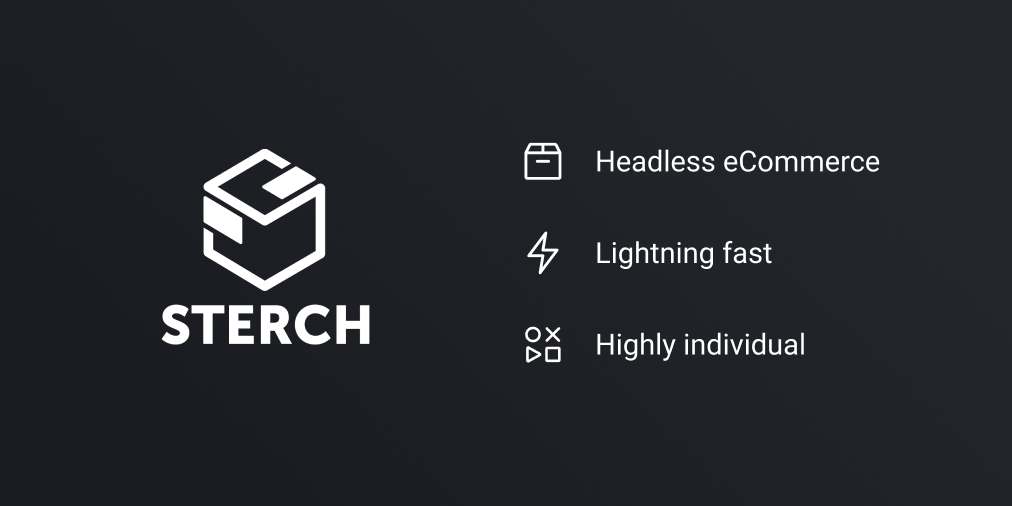 STERCH
Headless eCommerce
Lightning fast
Highly individual